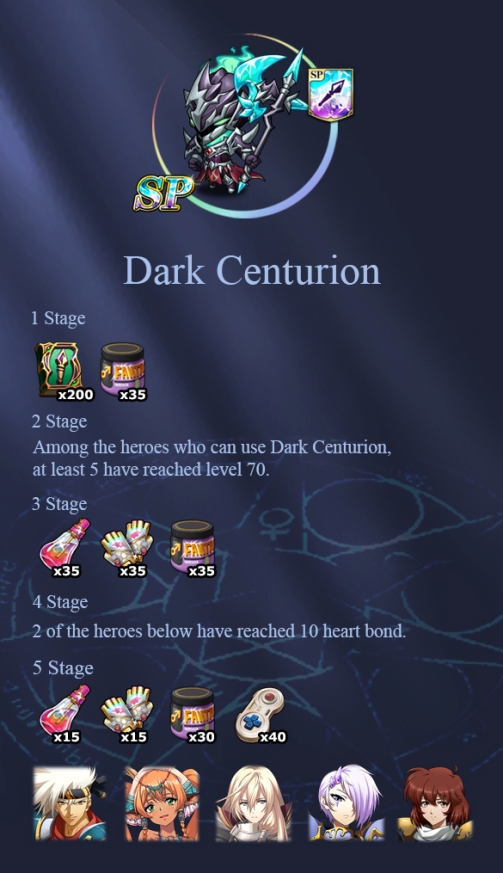 SP
SP
Dark Centurion
1 Stage
x200 x35
2 Stage
Among the heroes who can use Dark Centurion,
at least 5 have reached level 70.
3 Stage
x35 x35 x35
4 Stage
2 of the heroes below have reached 10 heart bond.
5 Stage
x15 x15 x30 x40